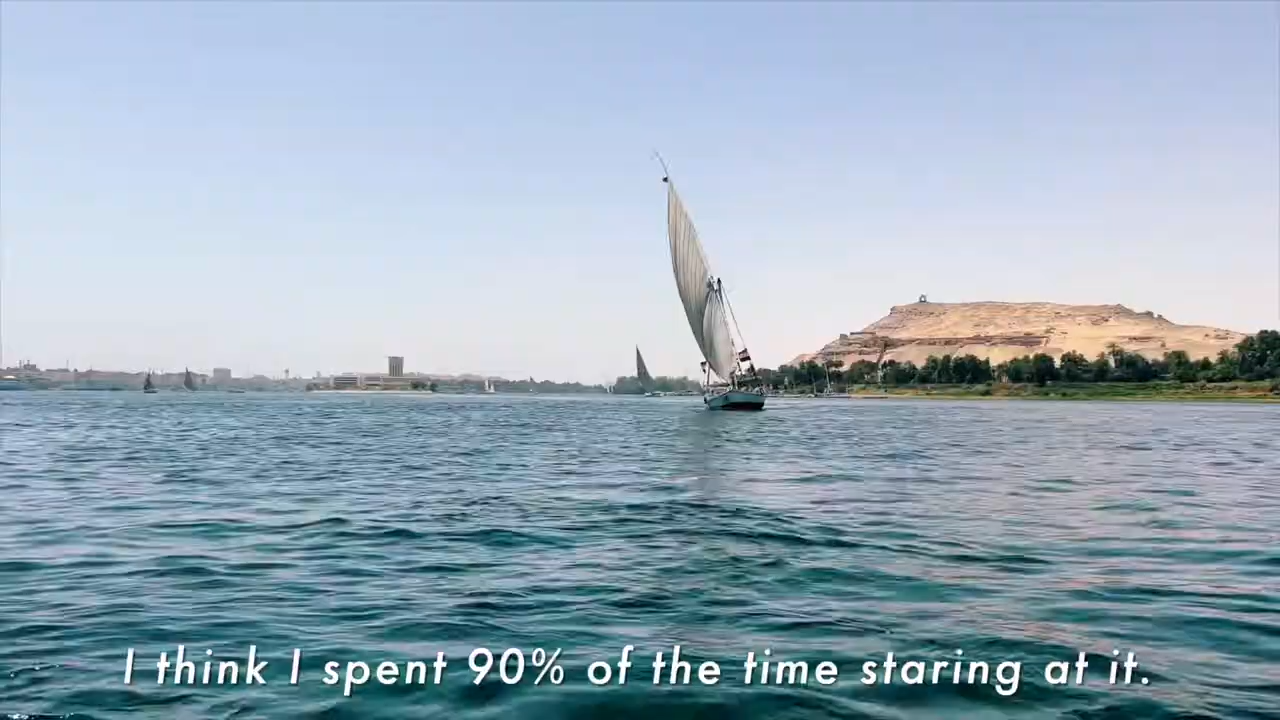 I think I spent 90% of the time staring at it.